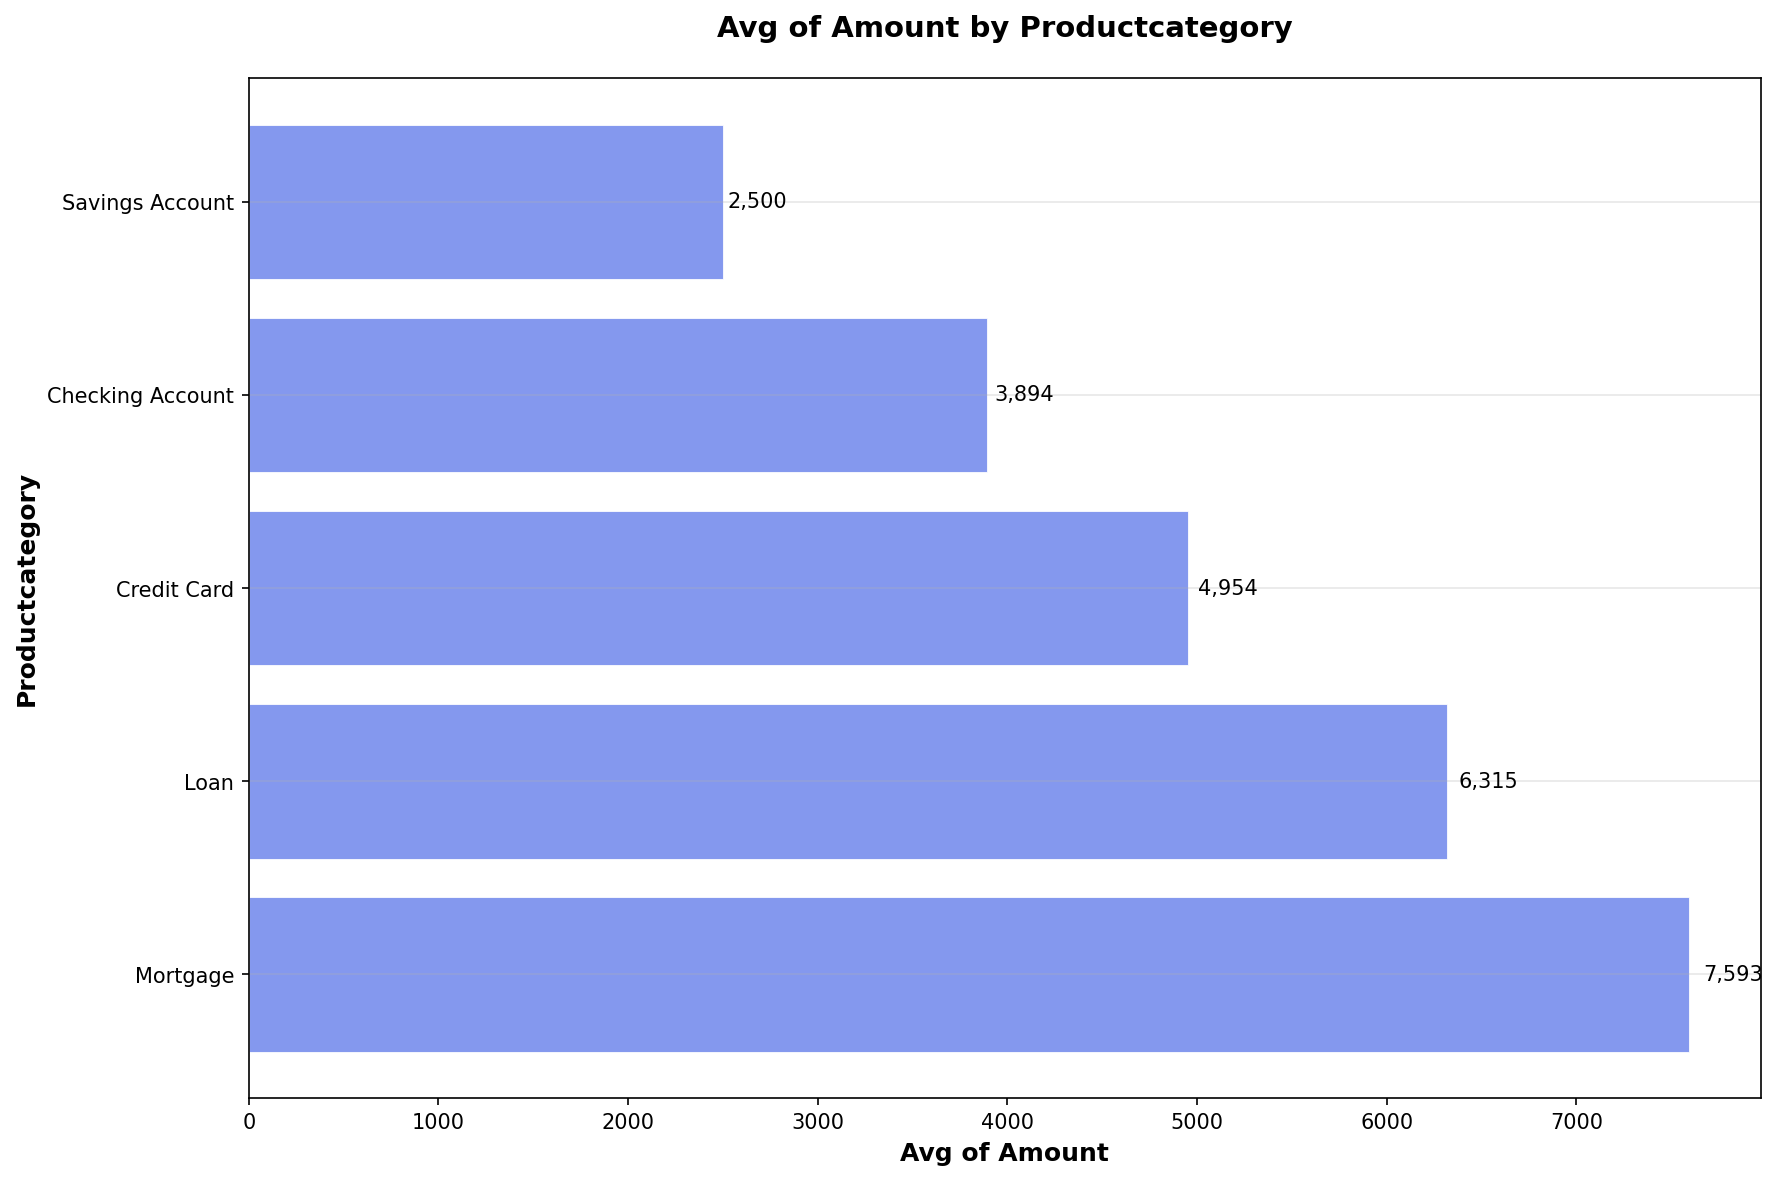 Avg of Amount by Productcategory
Productcategory
Savings Account
2,500
Checking Account
3,894
Credit Card
4,954
Loan
6,315
Mortgage
7,593
0 1000 2000 3000 4000 5000 6000 7000
Avg of Amount